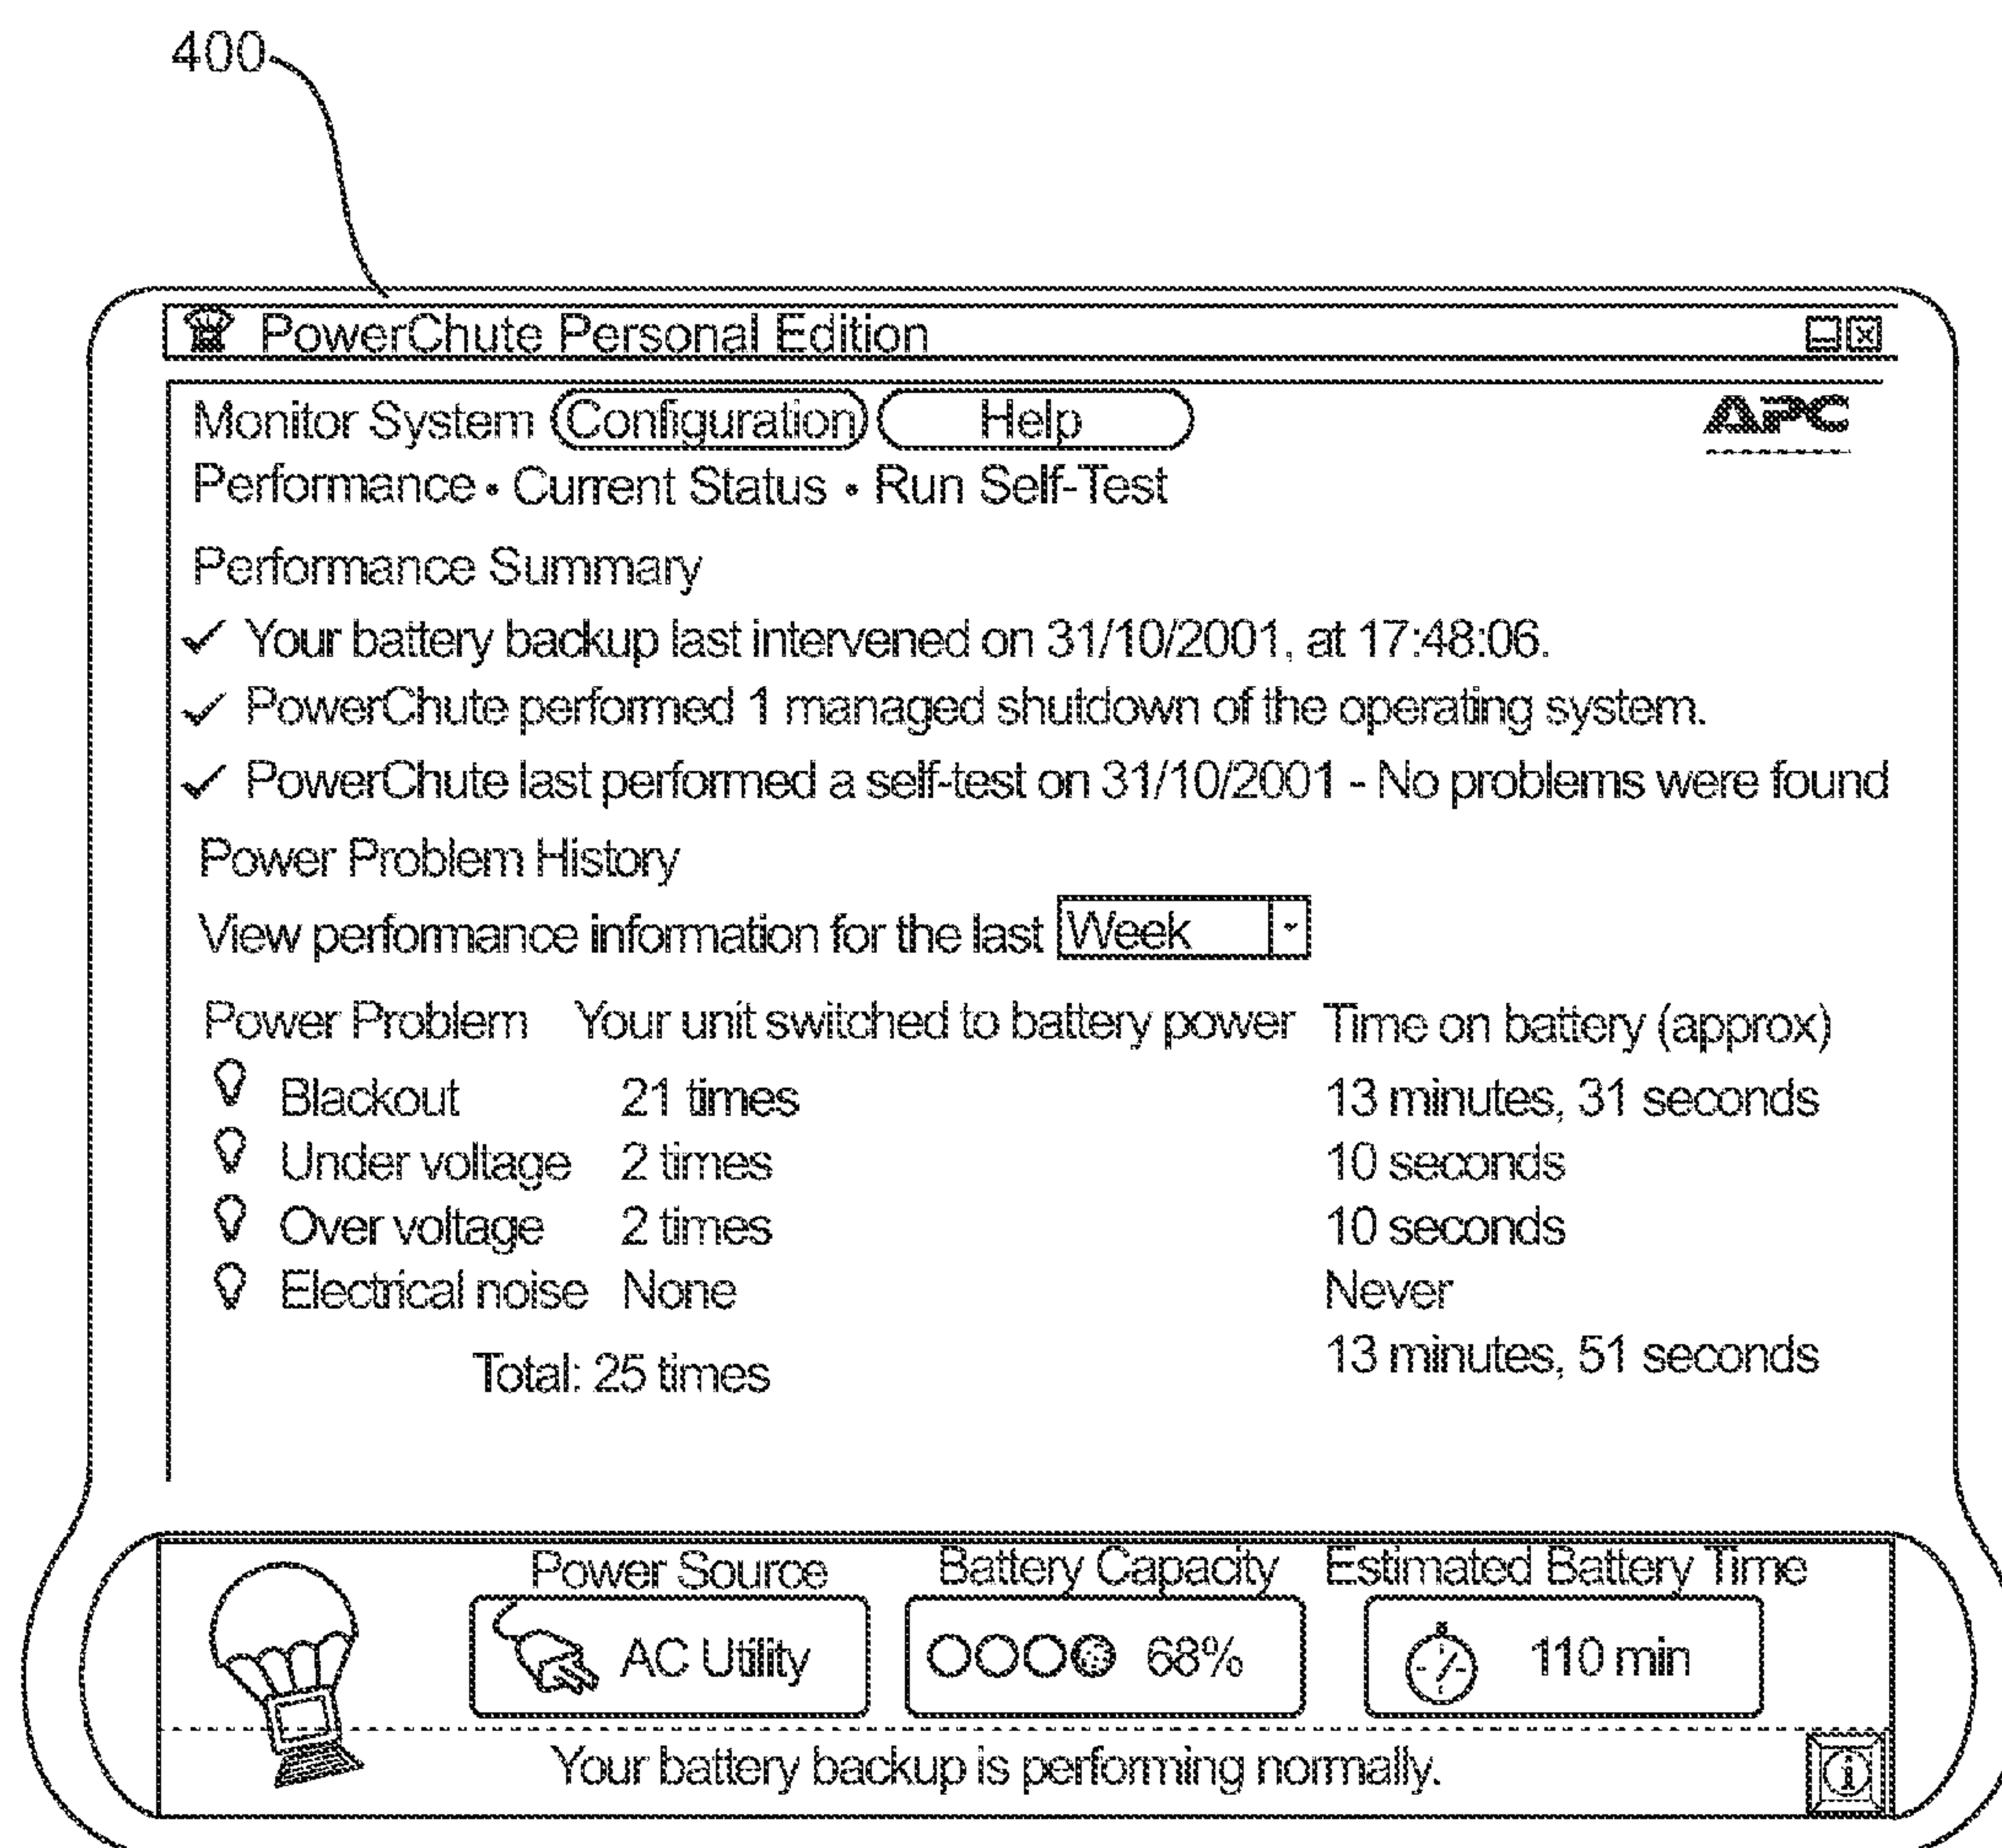 400
PowerChute Personal Edition
Monitor System Configuration Help APC
Performance • Current Status • Run Self-Test
Performance Summary
✓ Your battery backup last intervened on 31/10/2001, at 17:48:06.
✓ PowerChute performed 1 managed shutdown of the operating system.
✓ PowerChute last performed a self-test on 31/10/2001 - No problems were found
Power Problem History
View performance information for the last Week
Power Problem Your unit switched to battery power Time on battery (approx)
Blackout 21 times 13 minutes, 31 seconds
Under voltage 2 times 10 seconds
Over voltage 2 times 10 seconds
Electrical noise None Never
Total: 25 times 13 minutes, 51 seconds
Power Source Battery Capacity Estimated Battery Time
AC Utility 68% 110 min
Your battery backup is performing normally. i